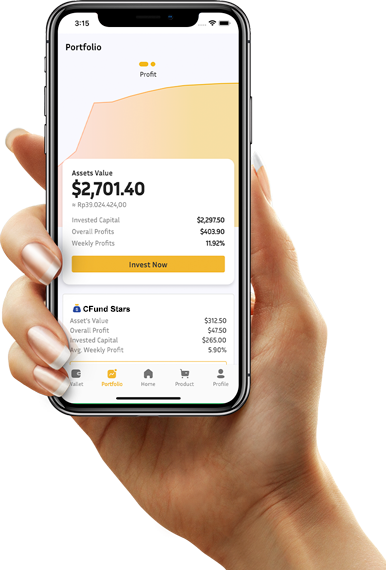 3:15
Portfolio
Profit
Assets Value
$2,701.40
≈ Rp39.024.424,00
Invested Capital $2,297.50
Overall Profits $403.90
Weekly Profits 11.92%
Invest Now
CFund Stars
Asset's Value $312.50
Overall Profit $47.50
Invested Capital $265.00
Avg. Weekly Profit 5.90%
Portfolio Home Product Profile